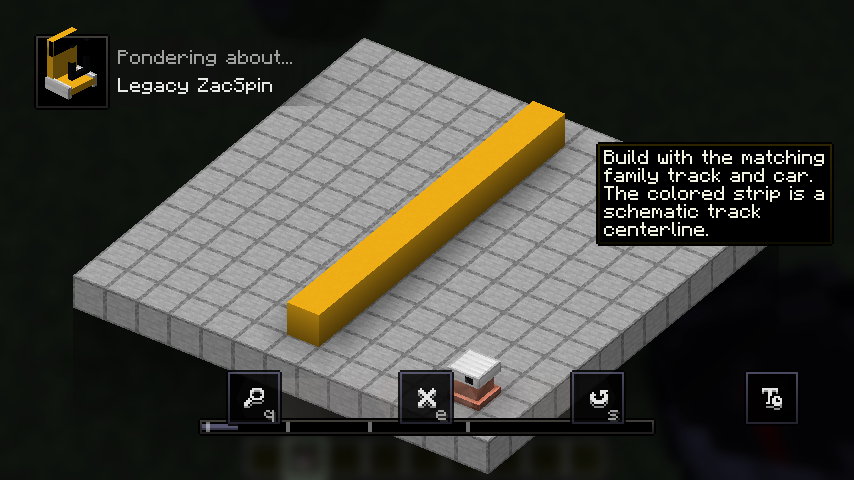 Pondering about...
Legacy ZacSpin
Build with the matching
family track and car.
The colored strip is a
schematic track
centerline.
q
e
s
T